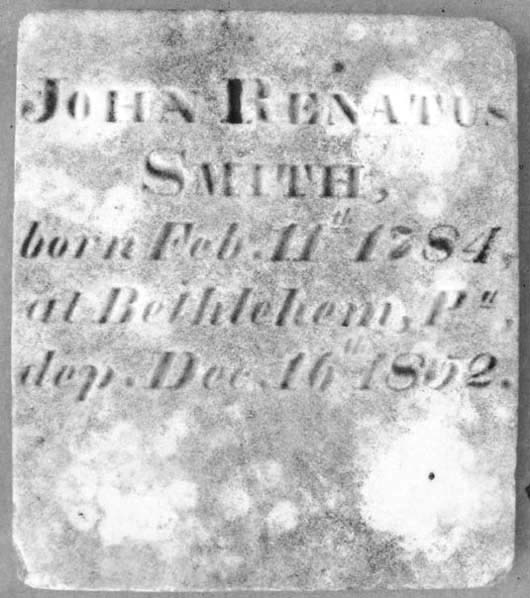 JOHN RENATUS
SMITH,
born Feb. 11th 1784,
at Bethlehem, Pa,
dep. Dec. 16th 1852.